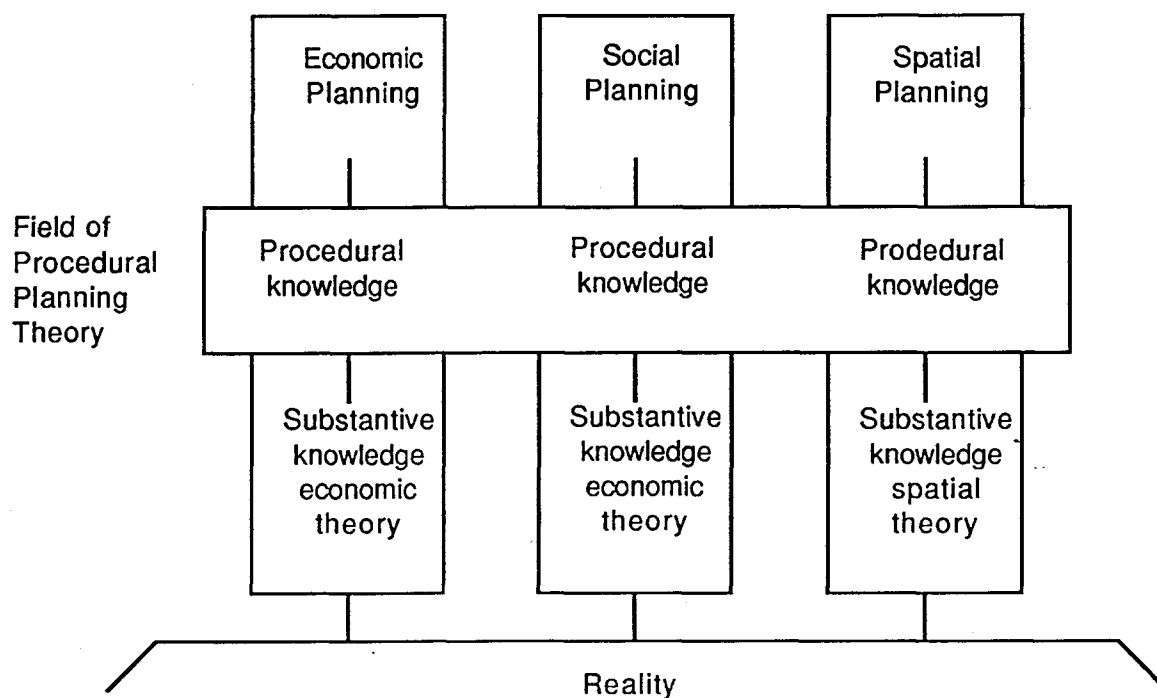 Economic
Planning
Social
Planning
Spatial
Planning
Field of
Procedural
Planning
Theory
Procedural
knowledge
Procedural
knowledge
Prodedural
knowledge
Substantive
knowledge
economic
theory
Substantive
knowledge
economic
theory
Substantive
knowledge
spatial
theory
Reality